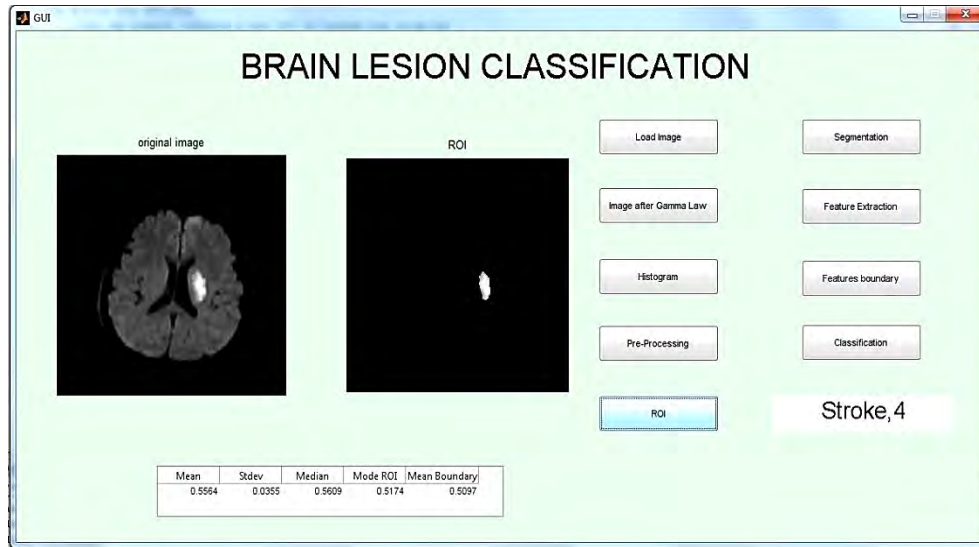 GUI
BRAIN LESION CLASSIFICATION
original image
ROI
Load Image
Segmentation
Image after Gamma Law
Feature Extraction
Histogram
Features boundary
Pre-Processing
Classification
ROI
Stroke,4
Mean Stdev Median Mode ROI Mean Boundary
0.5564 0.0355 0.5609 0.5174 0.5097